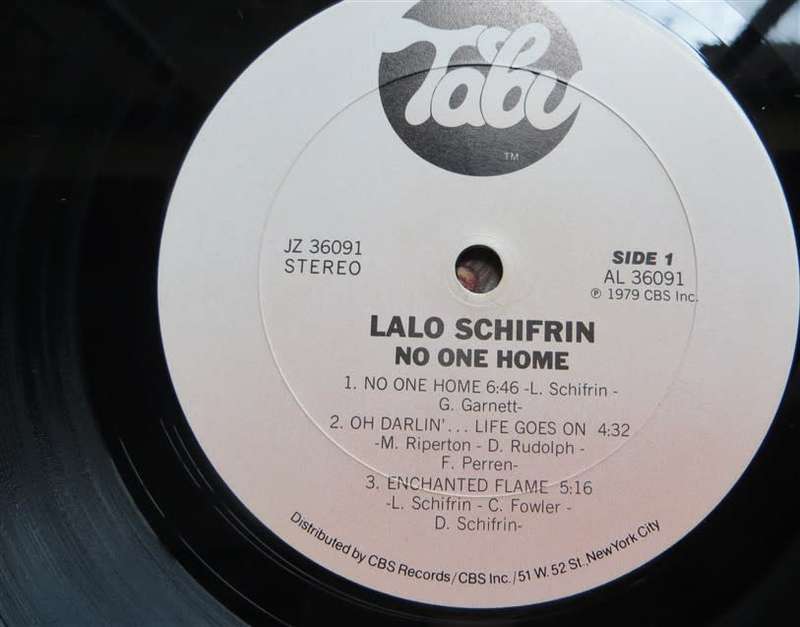 Tabu
TM
JZ 36091
STEREO
SIDE 1
AL 36091
℗ 1979 CBS Inc.
LALO SCHIFRIN
NO ONE HOME
1. NO ONE HOME 6:46 -L. Schifrin -
G. Garnett-
2. OH DARLIN'... LIFE GOES ON 4:32
-M. Riperton - D. Rudolph -
F. Perren-
3. ENCHANTED FLAME 5:16
-L. Schifrin - C. Fowler -
D. Schifrin-
Distributed by CBS Records/CBS Inc./51 W. 52 St., New York City